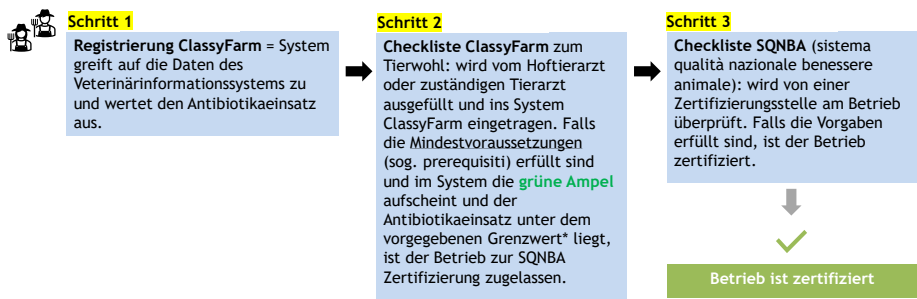 Schritt 1
Registrierung ClassyFarm = System
greift auf die Daten des
Veterinärinformationssystems zu
und wertet den Antibiotikaeinsatz
aus.
Schritt 2
Checkliste ClassyFarm zum
Tierwohl: wird vom Hoftierarzt
oder zuständigen Tierarzt
ausgefüllt und ins System
ClassyFarm eingetragen. Falls
die Mindestvoraussetzungen
(sog. prerequisiti) erfüllt sind
und im System die grüne Ampel
aufscheint und der
Antibiotikaeinsatz unter dem
vorgegebenen Grenzwert* liegt,
ist der Betrieb zur SQNBA
Zertifizierung zugelassen.
Schritt 3
Checkliste SQNBA (sistema
qualità nazionale benessere
animale): wird von einer
Zertifizierungsstelle am Betrieb
überprüft. Falls die Vorgaben
erfüllt sind, ist der Betrieb
zertifiziert.
Betrieb ist zertifiziert